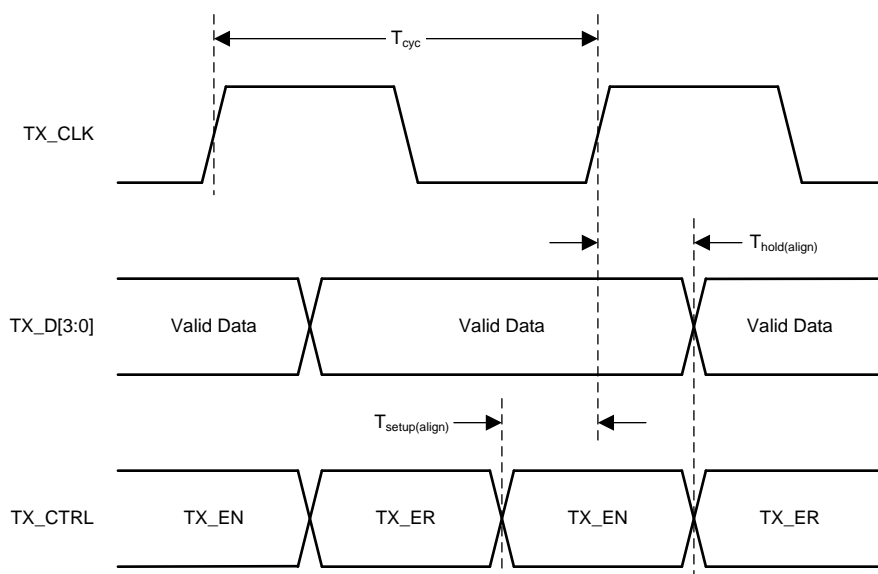 T_cyc
TX_CLK
T_hold(align)
TX_D[3:0] Valid Data Valid Data Valid Data
T_setup(align)
TX_CTRL TX_EN TX_ER TX_EN TX_ER